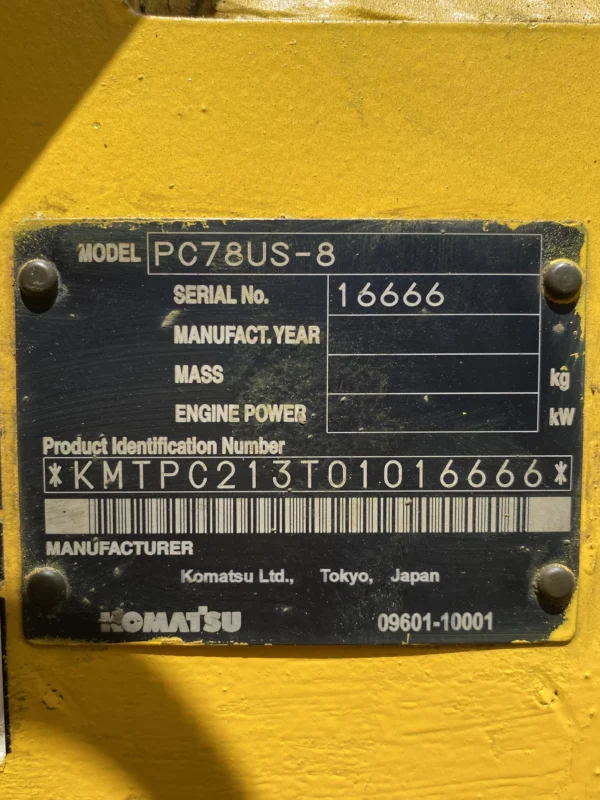 MODEL PC78US-8
SERIAL No. 16666
MANUFACT.YEAR
MASS kg
ENGINE POWER kW
Product Identification Number
*KMTPC213T01016666*
MANUFACTURER
Komatsu Ltd., Tokyo, Japan
KOMATSU 09601-10001